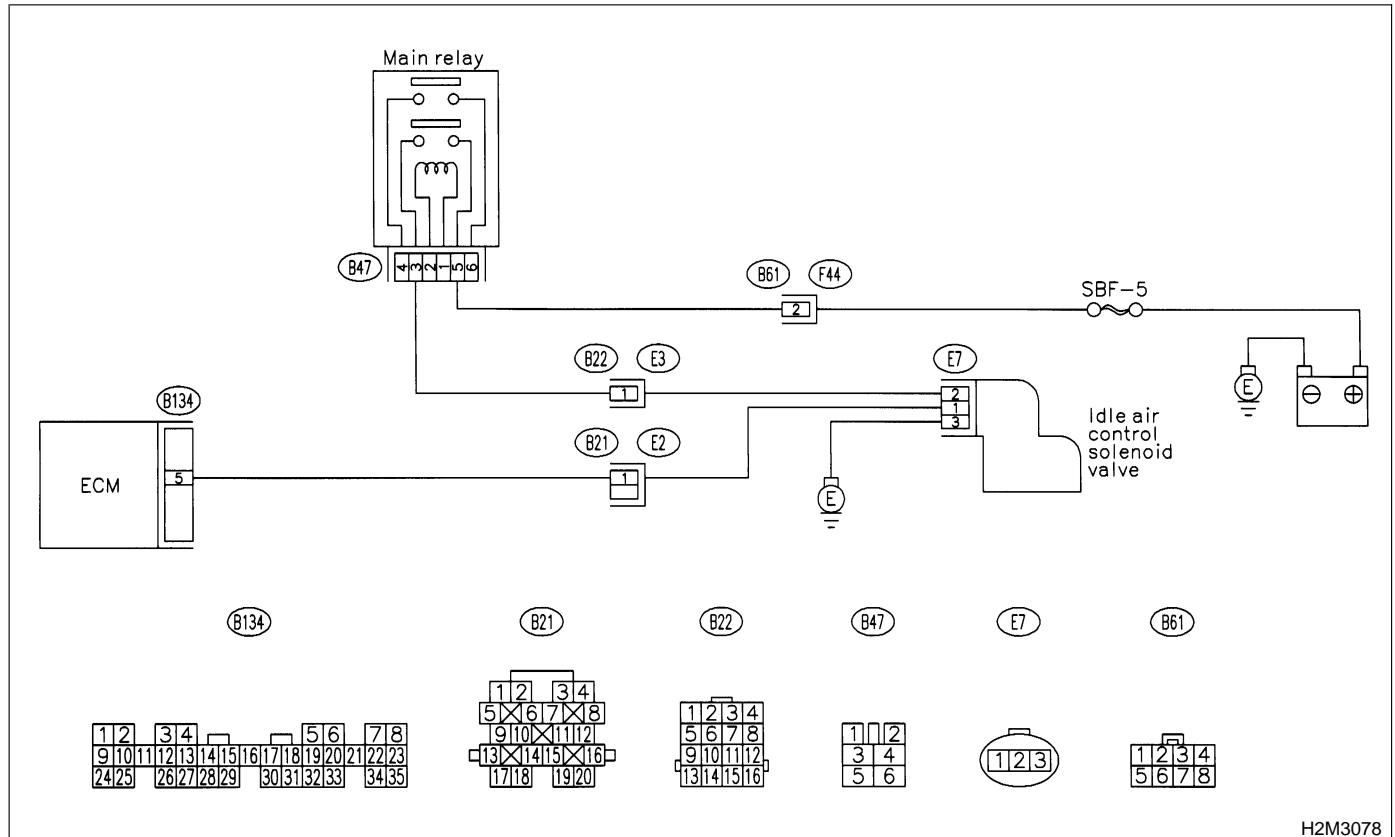 Main relay
B47
4 3 2 1 5 6
B61 F44
2
SBF-5
B22 E3
1
E7
2
1
3
E
⊖ ⊕
Idle air
control
solenoid
valve
B134
ECM
5
B21 E2
1
E
B134
B21
B22
B47
E7
B61
1 2 3 4 5 6 7 8
9 10 11 12 13 14 15 16 17 18 19 20 21 22 23
24 25 26 27 28 29 30 31 32 33 34 35
1 2 3 4
5 6 7 8
9 10 11 12
13 14 15 16
17 18 19 20
1 2 3 4
5 6 7 8
9 10 11 12
13 14 15 16
1 2
3 4
5 6
1 2 3
1 2 3 4
5 6 7 8
H2M3078